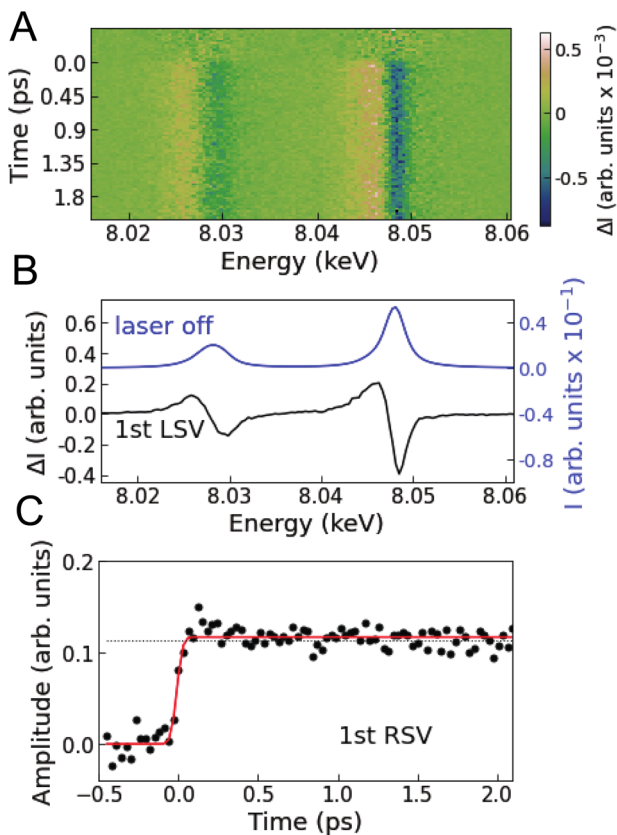 A
Time (ps)
0.0
0.45
0.9
1.35
1.8
8.02 8.03 8.04 8.05 8.06
Energy (keV)
0.5
0
-0.5
ΔI (arb. units x 10⁻³)
B
ΔI (arb. units)
0.6
0.4
0.2
0.0
-0.2
-0.4
laser off
1st LSV
0.4
0.0
-0.4
-0.8
I (arb. units x 10⁻¹)
8.02 8.03 8.04 8.05 8.06
Energy (keV)
C
Amplitude (arb. units)
0.2
0.1
0.0
1st RSV
−0.5 0.0 0.5 1.0 1.5 2.0
Time (ps)